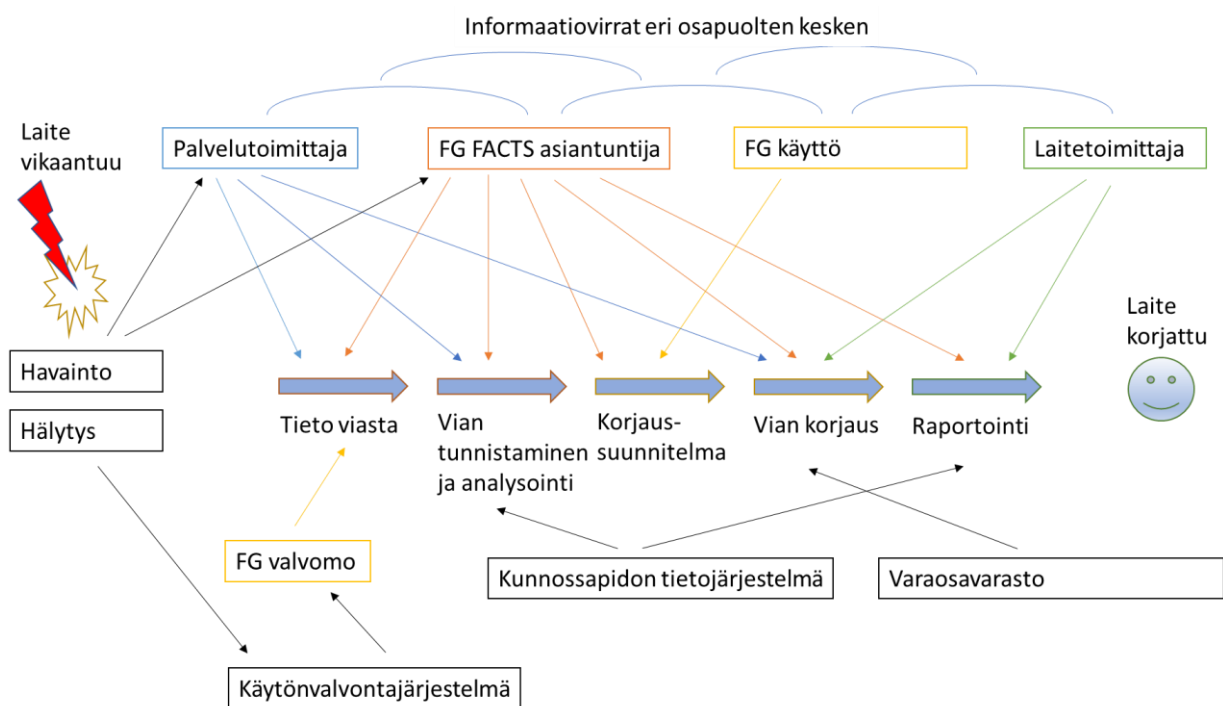 Informaatiovirrat eri osapuolten kesken
Laite
vikaantuu
Palvelutoimittaja
FG FACTS asiantuntija
FG käyttö
Laitetoimittaja
Laite
korjattu
Havainto
Hälytys
Tieto viasta
Vian
tunnistaminen
ja analysointi
Korjaus-
suunnitelma
Vian korjaus
Raportointi
FG valvomo
Kunnossapidon tietojärjestelmä
Varaosavarasto
Käytönvalvontajärjestelmä